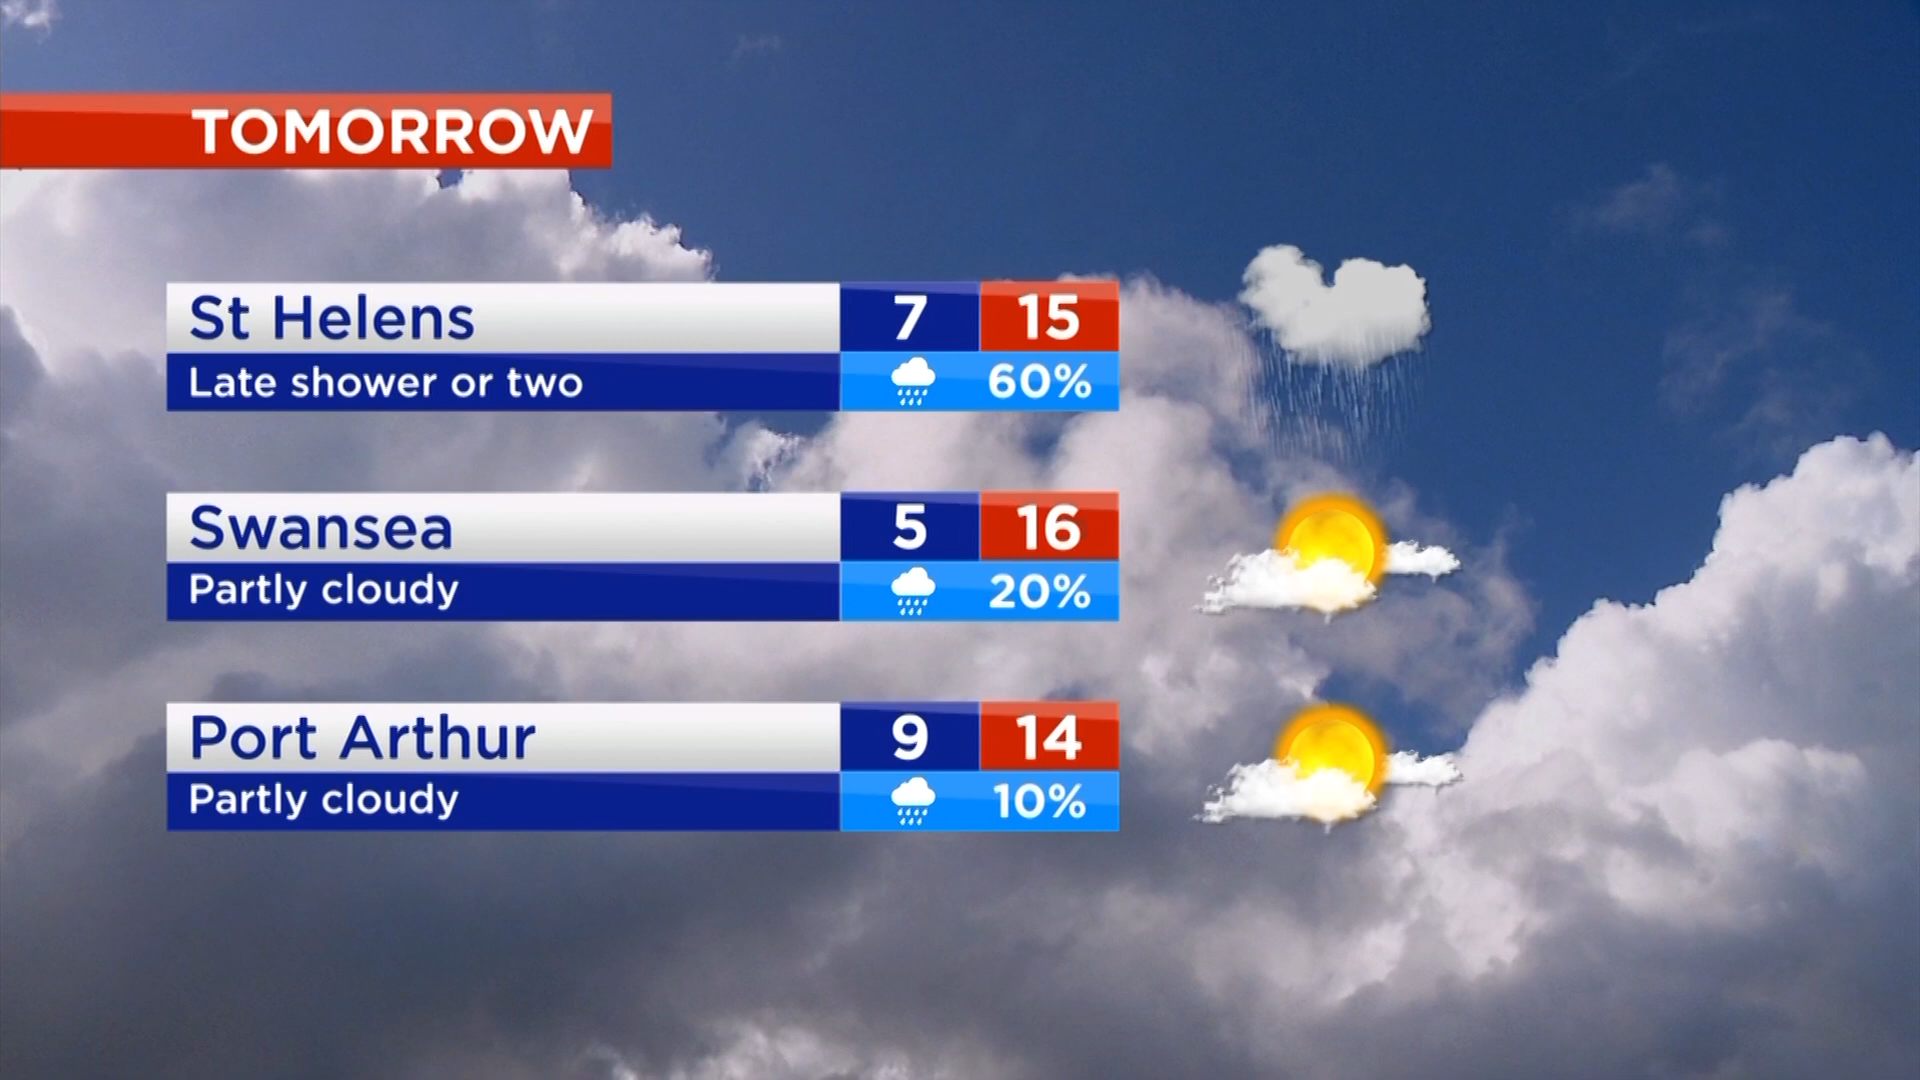 TOMORROW
St Helens 7 15
Late shower or two 60%
Swansea 5 16
Partly cloudy 20%
Port Arthur 9 14
Partly cloudy 10%